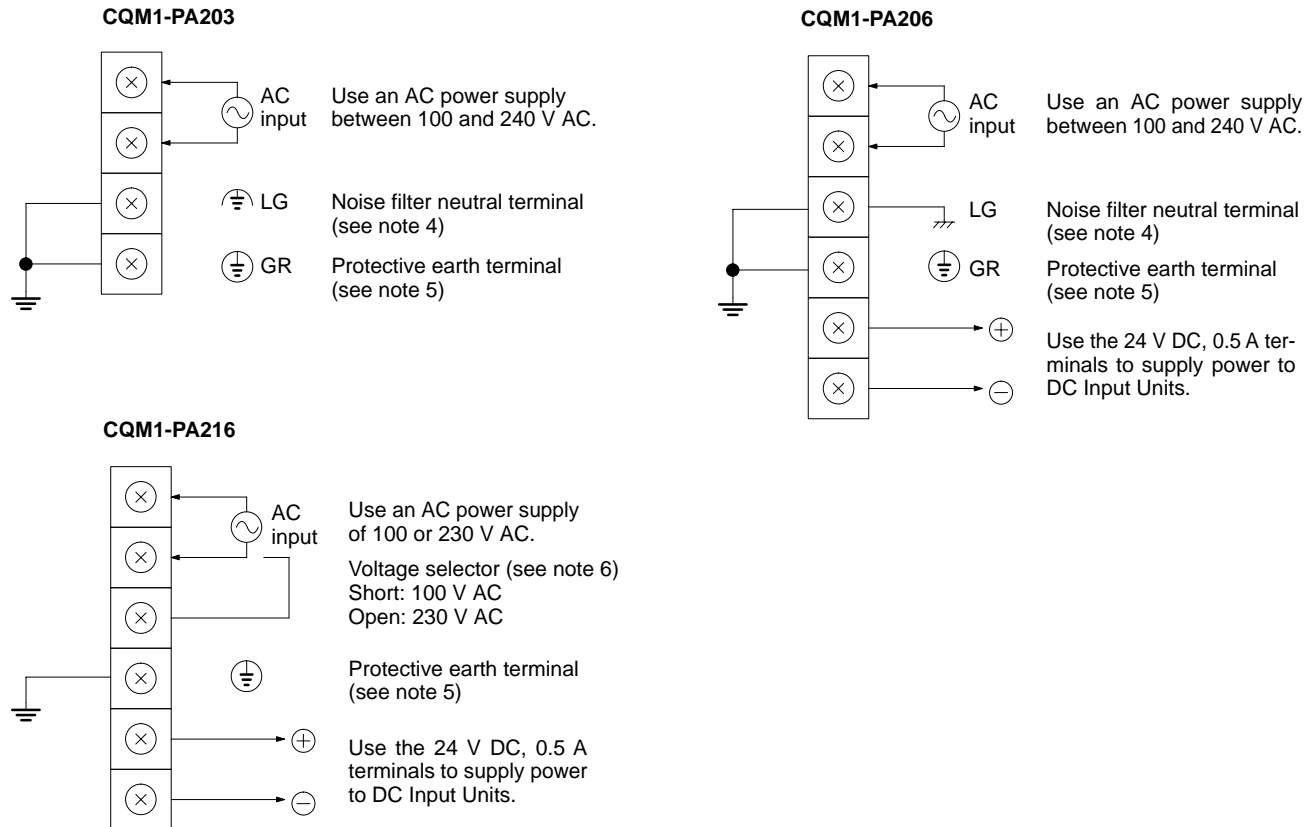 CQM1-PA203
AC
input
Use an AC power supply
between 100 and 240 V AC.
LG
Noise filter neutral terminal
(see note 4)
GR
Protective earth terminal
(see note 5)
CQM1-PA206
AC
input
Use an AC power supply
between 100 and 240 V AC.
LG
Noise filter neutral terminal
(see note 4)
GR
Protective earth terminal
(see note 5)
Use the 24 V DC, 0.5 A ter-
minals to supply power to
DC Input Units.
CQM1-PA216
AC
input
Use an AC power supply
of 100 or 230 V AC.
Voltage selector (see note 6)
Short: 100 V AC
Open: 230 V AC
Protective earth terminal
(see note 5)
Use the 24 V DC, 0.5 A
terminals to supply power
to DC Input Units.